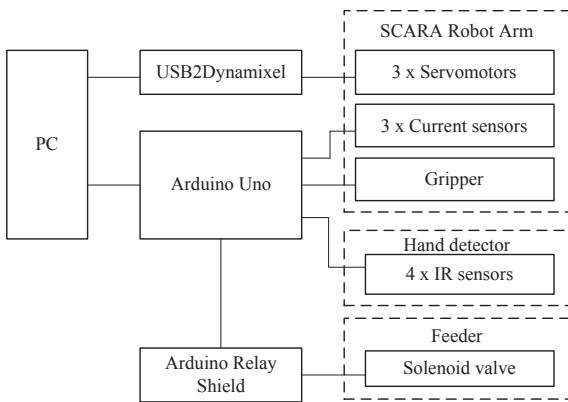 SCARA Robot Arm
USB2Dynamixel
3 x Servomotors
PC
3 x Current sensors
Arduino Uno
Gripper
Hand detector
4 x IR sensors
Feeder
Arduino Relay
Shield
Solenoid valve